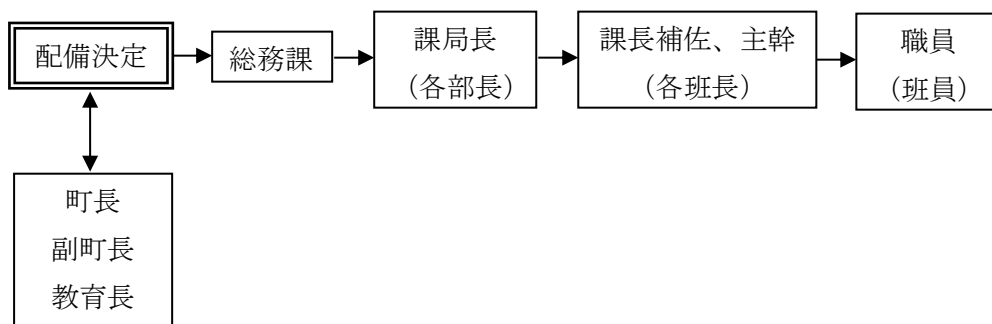 配備決定
総務課
課局長
（各部長）
課長補佐、主幹
（各班長）
職員
（班員）
町長
副町長
教育長